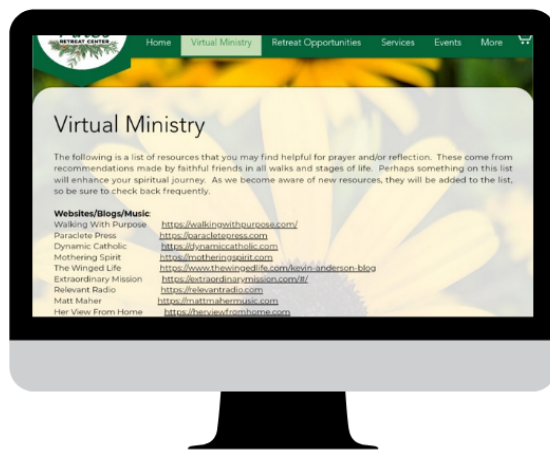 RETREAT CENTER
Home Virtual Ministry Retreat Opportunities Services Events More
Virtual Ministry
The following is a list of resources that you may find helpful for prayer and/or reflection. These come from
recommendations made by faithful friends in all walks and stages of life. Perhaps something on this list
will enhance your spiritual journey. As we become aware of new resources, they will be added to the list,
so be sure to check back frequently.
Websites/Blogs/Music:
Walking With Purpose https://walkingwithpurpose.com/
Paraclete Press https://paracletepress.com
Dynamic Catholic https://dynamiccatholic.com
Mothering Spirit https://motheringspirit.com
The Winged Life https://www.thewingedlife.com/kevin-anderson-blog
Extraordinary Mission https://extraordinarymission.com/#/
Relevant Radio https://relevantradio.com
Matt Maher https://mattmahermusic.com
Her View From Home https://herviewfromhome.com